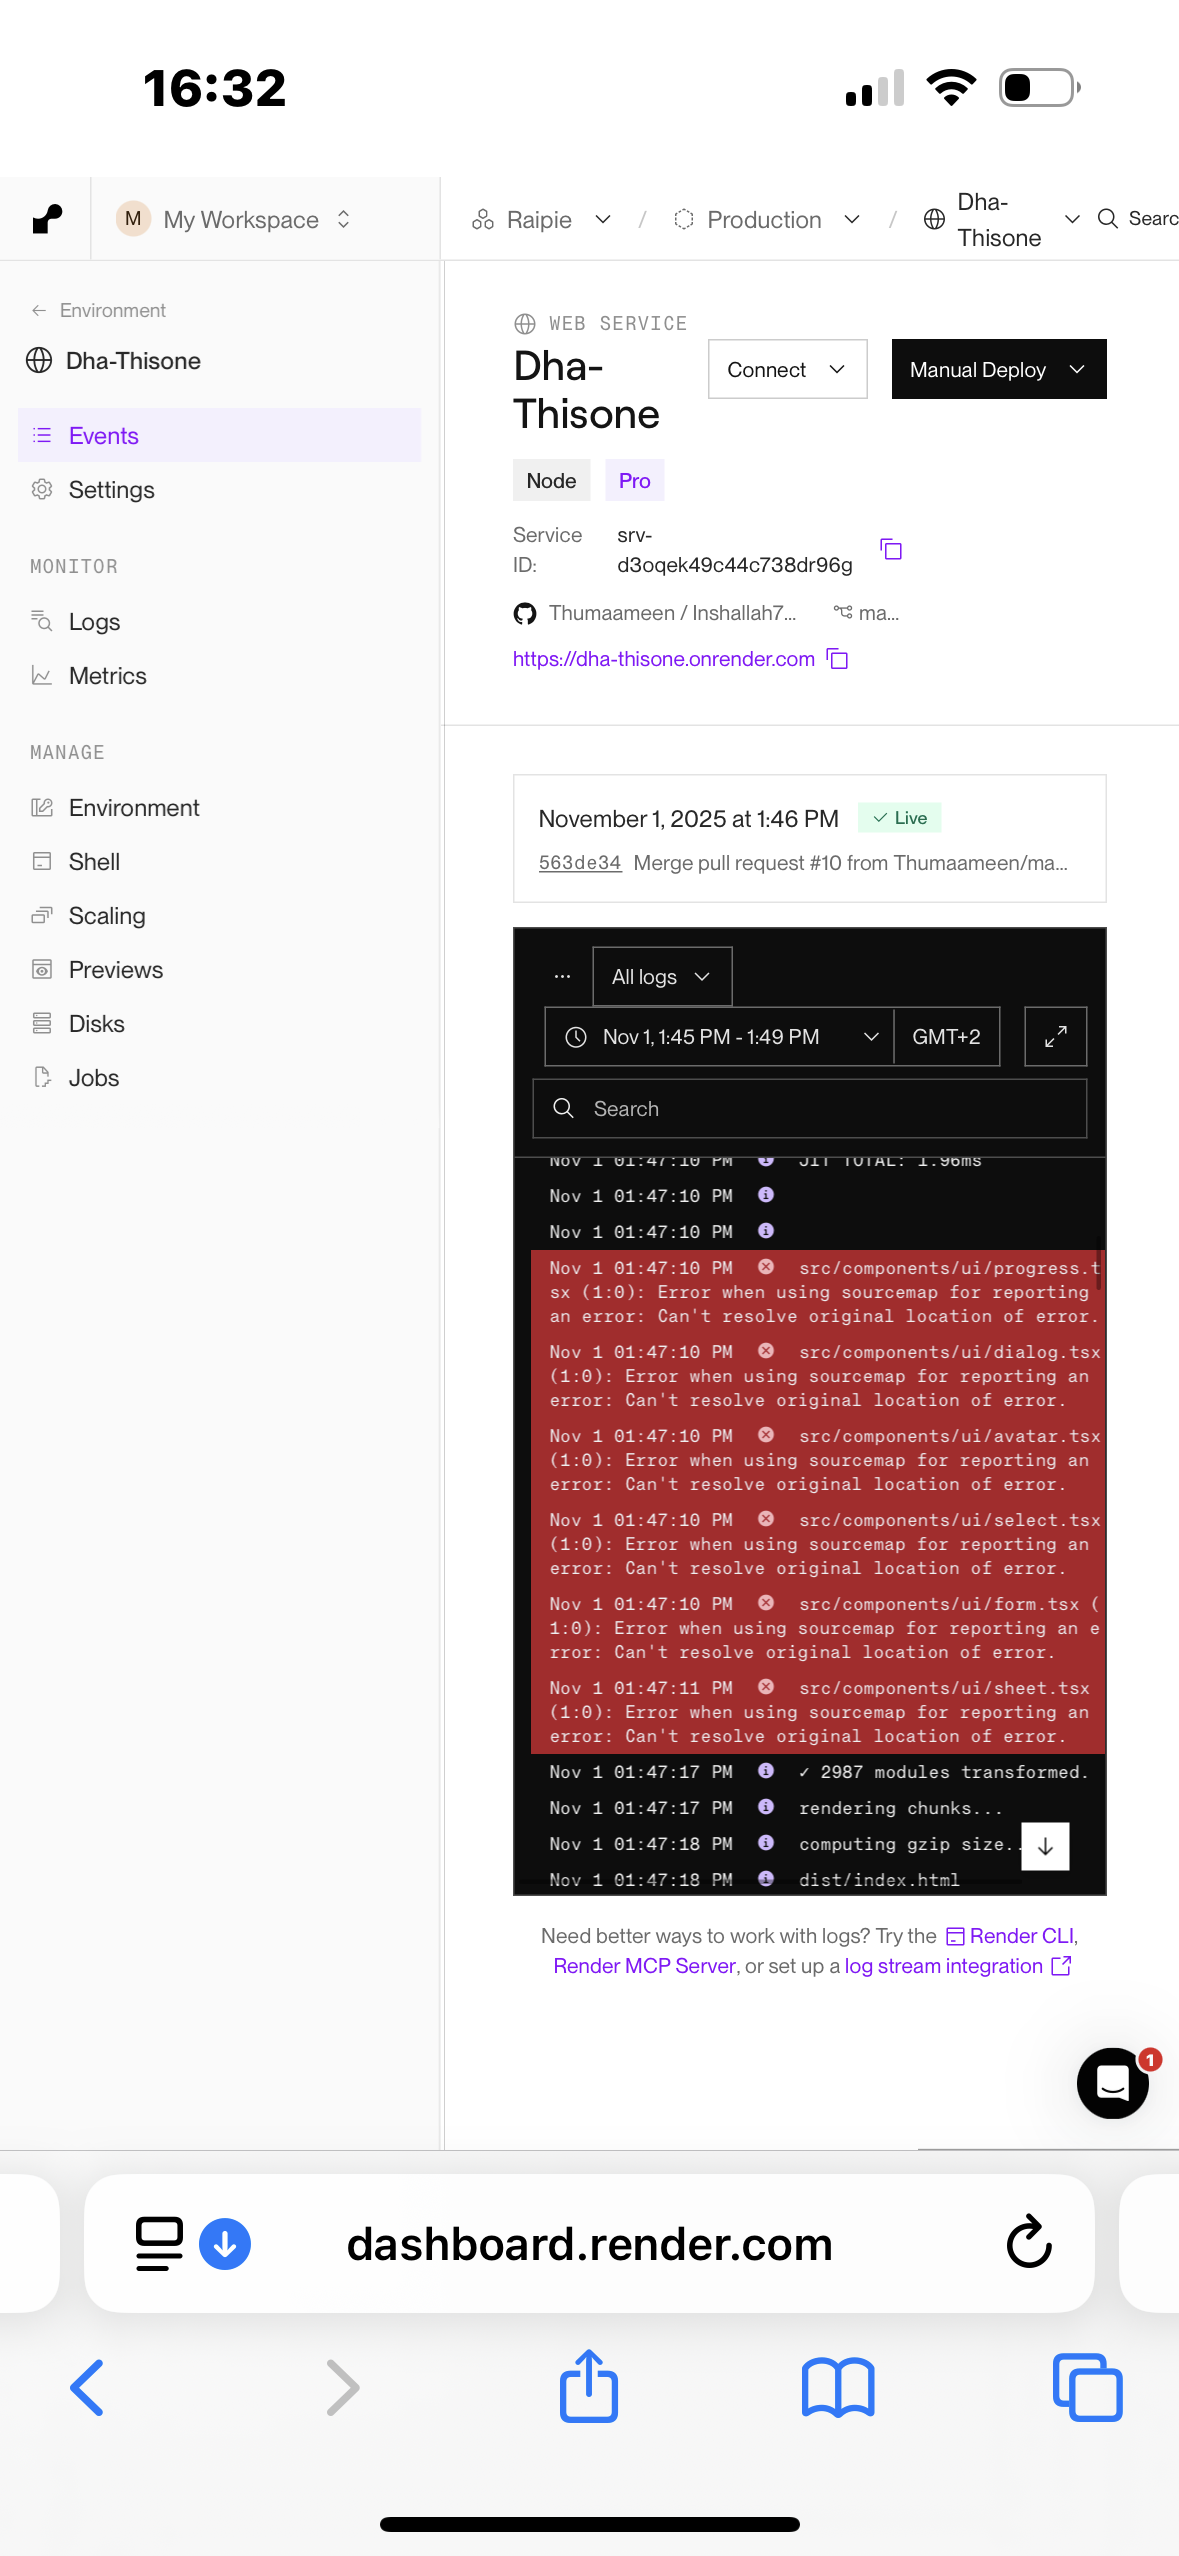 16:32
M My Workspace
Raipie / Production / Dha-Thisone Searc
Environment
Dha-Thisone
Events
Settings
MONITOR
Logs
Metrics
MANAGE
Environment
Shell
Scaling
Previews
Disks
Jobs
WEB SERVICE
Dha-
Thisone
Connect
Manual Deploy
Node Pro
Service ID: srv-
d3oqek49c44c738dr96g
Thumaameen / Inshallah7... ma...
https://dha-thisone.onrender.com
November 1, 2025 at 1:46 PM Live
563de34 Merge pull request #10 from Thumaameen/ma...
... All logs
Nov 1, 1:45 PM - 1:49 PM GMT+2
Search
Nov 1 01:47:10 PM JIT TOTAL: 1.96ms
Nov 1 01:47:10 PM
Nov 1 01:47:10 PM
Nov 1 01:47:10 PM src/components/ui/progress.t
sx (1:0): Error when using sourcemap for reporting
an error: Can't resolve original location of error.
Nov 1 01:47:10 PM src/components/ui/dialog.tsx
(1:0): Error when using sourcemap for reporting an
error: Can't resolve original location of error.
Nov 1 01:47:10 PM src/components/ui/avatar.tsx
(1:0): Error when using sourcemap for reporting an
error: Can't resolve original location of error.
Nov 1 01:47:10 PM src/components/ui/select.tsx
(1:0): Error when using sourcemap for reporting an
error: Can't resolve original location of error.
Nov 1 01:47:10 PM src/components/ui/form.tsx (
1:0): Error when using sourcemap for reporting an e
rror: Can't resolve original location of error.
Nov 1 01:47:11 PM src/components/ui/sheet.tsx
(1:0): Error when using sourcemap for reporting an
error: Can't resolve original location of error.
Nov 1 01:47:17 PM ✓ 2987 modules transformed.
Nov 1 01:47:17 PM rendering chunks...
Nov 1 01:47:18 PM computing gzip size..
Nov 1 01:47:18 PM dist/index.html
Need better ways to work with logs? Try the Render CLI,
Render MCP Server, or set up a log stream integration
1
dashboard.render.com